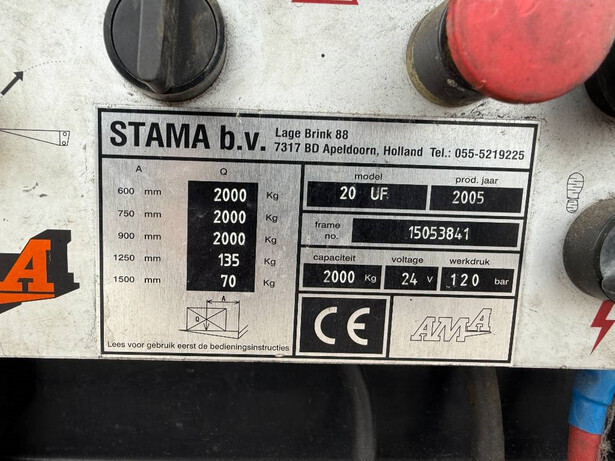 STAMA b.v. Lage Brink 88
7317 BD Apeldoorn, Holland Tel.: 055-5219225
A Q
600 mm 2000 Kg
750 mm 2000 Kg
900 mm 2000 Kg
1250 mm 135 Kg
1500 mm 70 Kg
A
Q
Lees voor gebruik eerst de bedieningsinstructies
model prod. jaar
20 UF 2005
frame no. 15053841
capaciteit voltage werkdruk
2000 Kg 24 V 120 bar
CE AMA
A